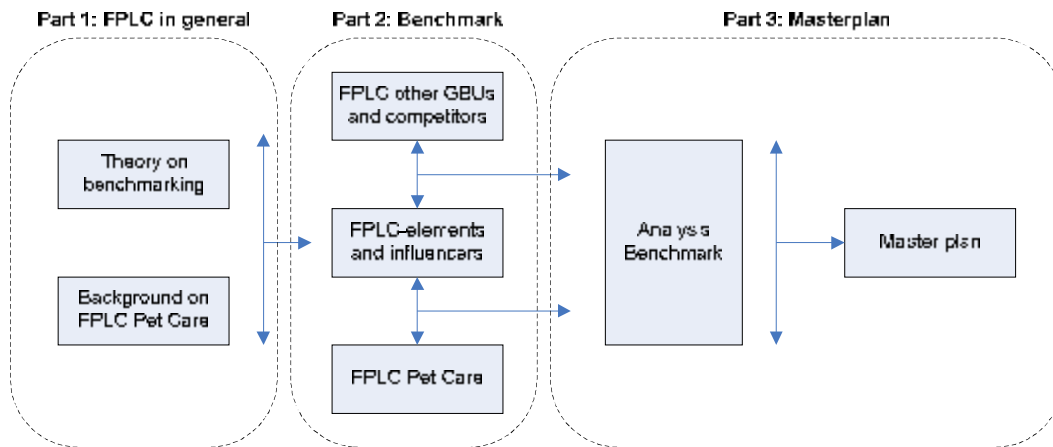 Part 1: FPLC in general
Part 2: Benchmark
Part 3: Masterplan
Theory on
benchmarking
Background on
FPLC Pet Care
FPLC other GBUs
and competitors
FPLC-elements
and influencers
FPLC Pet Care
Analysis
Benchmark
Master plan